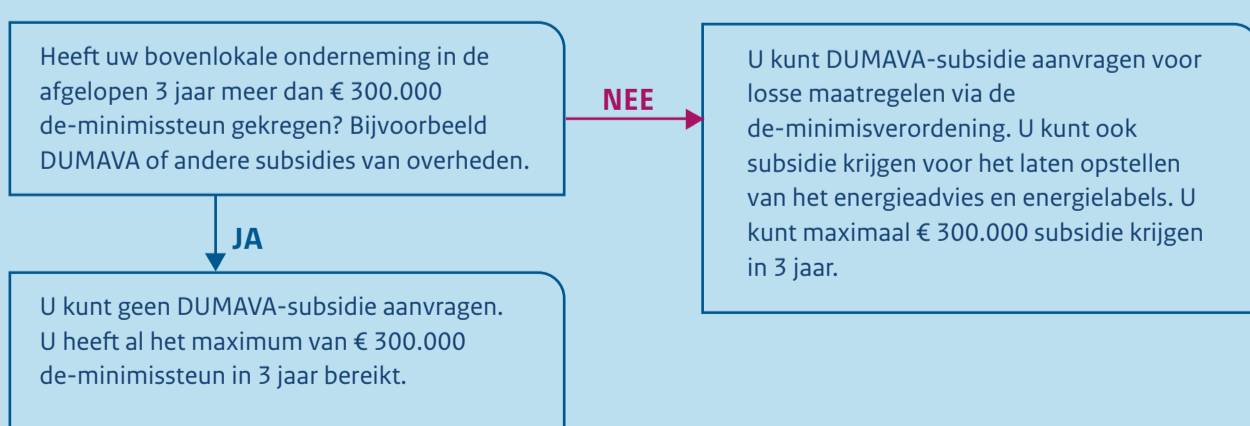 Heeft uw bovenlokale onderneming in de
afgelopen 3 jaar meer dan € 300.000
de-minimissteun gekregen? Bijvoorbeeld
DUMAVA of andere subsidies van overheden.
NEE
U kunt DUMAVA-subsidie aanvragen voor
losse maatregelen via de
de-minimisverordening. U kunt ook
subsidie krijgen voor het laten opstellen
van het energieadvies en energielabels. U
kunt maximaal € 300.000 subsidie krijgen
in 3 jaar.
JA
U kunt geen DUMAVA-subsidie aanvragen.
U heeft al het maximum van € 300.000
de-minimissteun in 3 jaar bereikt.